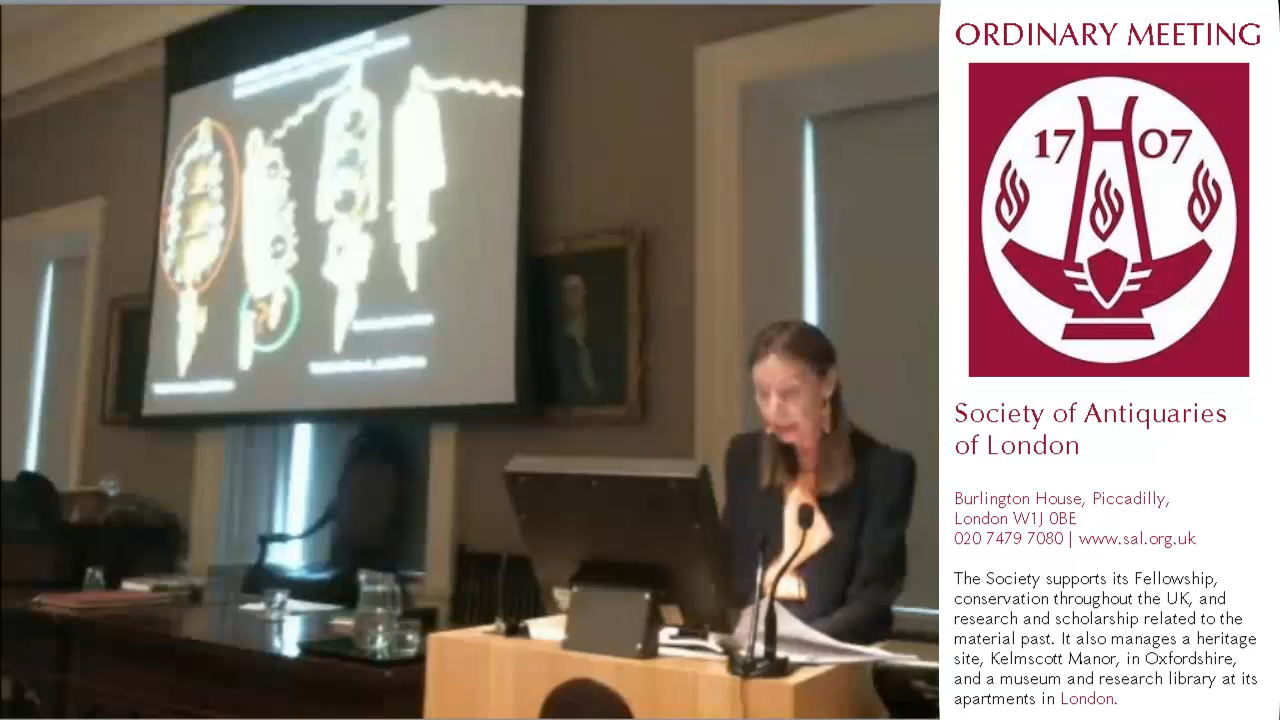 ORDINARY MEETING
17 07
Society of Antiquaries
of London
Burlington House, Piccadilly,
London W1J 0BE
020 7479 7080 | www.sal.org.uk
The Society supports its Fellowship,
conservation throughout the UK, and
research and scholarship related to the
material past. It also manages a heritage
site, Kelmscott Manor, in Oxfordshire,
and a museum and research library at its
apartments in London.